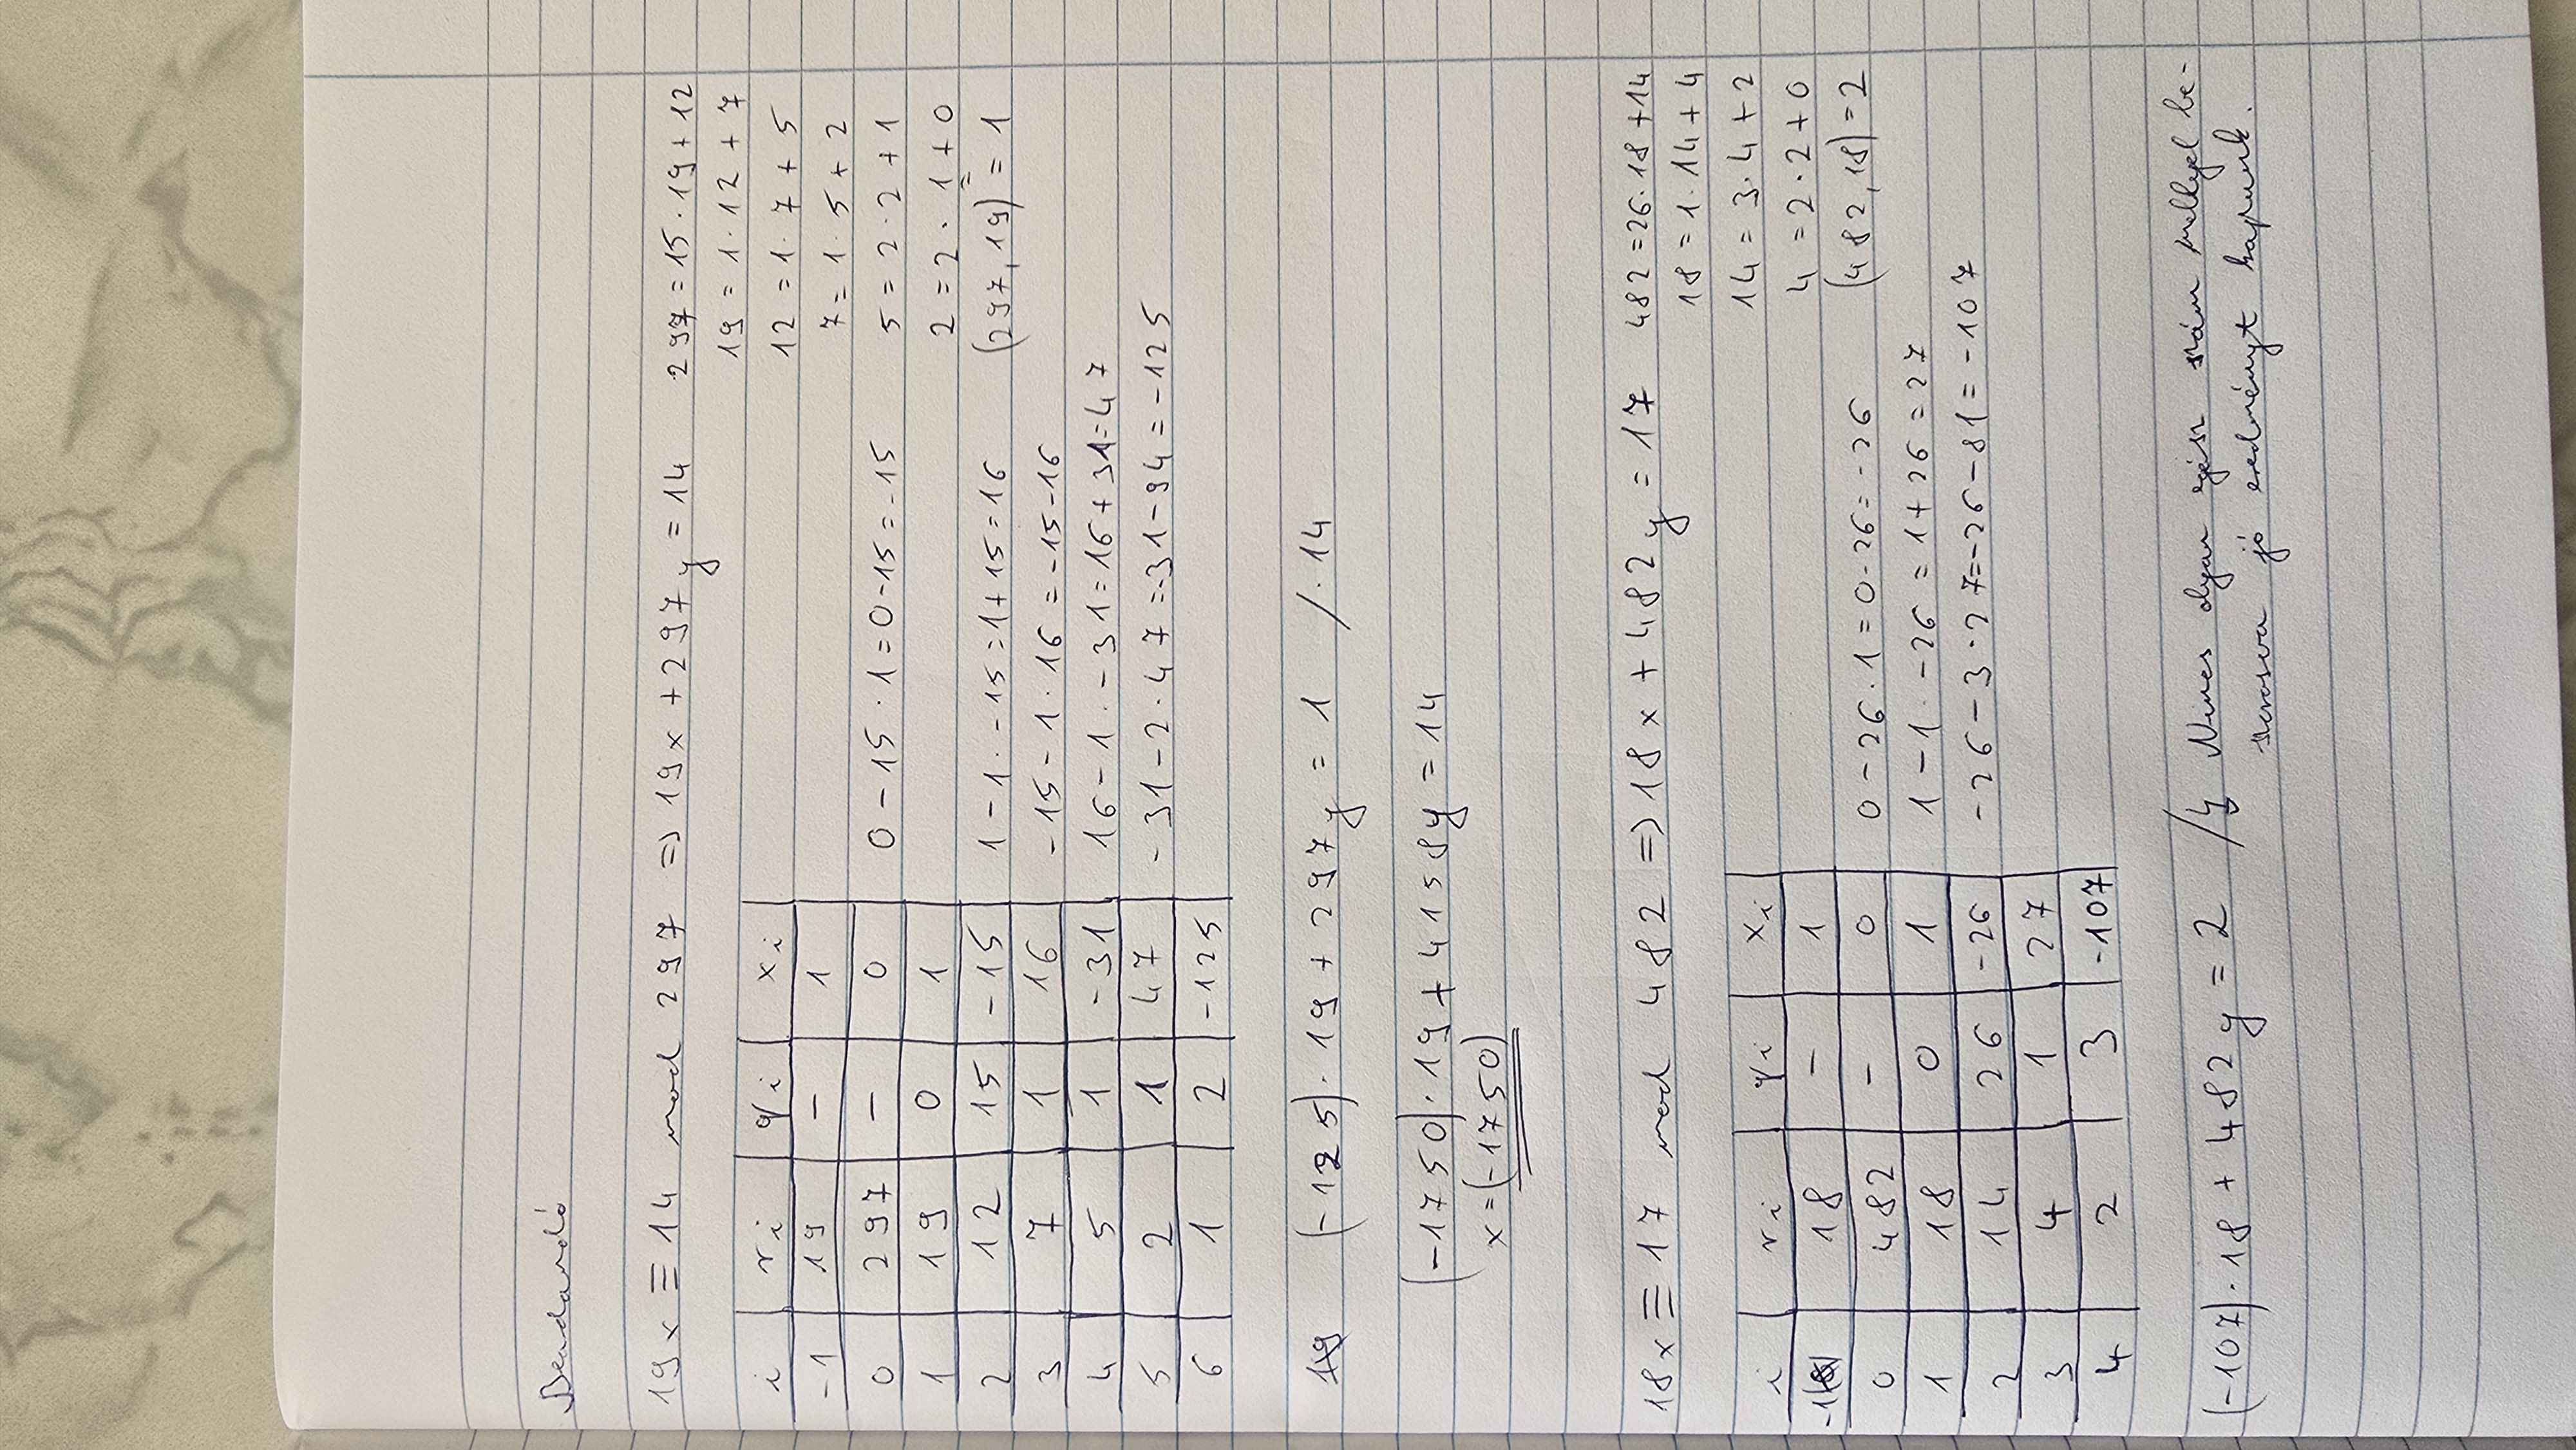 Beadandó
19x ≡ 14 mod 297 => 19x + 297y = 14
297 = 15 · 19 + 12
19 = 1 · 12 + 7
12 = 1 · 7 + 5
7 = 1 · 5 + 2
5 = 2 · 2 + 1
2 = 2 · 1 + 0
(297, 19) = 1
i ri qi xi
-1 19 – 1
0 297 – 0 0 - 15 · 1 = 0 - 15 = -15
1 19 0 1
2 12 15 -15 1 - 1 · -15 = 1 + 15 = 16
3 7 1 16 -15 - 1 · 16 = -15 - 16
4 5 1 -31 16 - 1 · -31 = 16 + 31 = 47
5 2 1 47 -31 - 2 · 47 = -31 - 94 = -125
6 1 2 -125
(-125) · 19 + 297y = 1 / · 14
(-1750) · 19 + 4158y = 14
x = (-1750)
18x ≡ 17 mod 482 => 18x + 482y = 17
482 = 26 · 18 + 14
18 = 1 · 14 + 4
14 = 3 · 4 + 2
4 = 2 · 2 + 0
(482, 18) = 2
i ri qi xi
-1 18 – 1
0 482 – 0 0 - 26 · 1 = 0 - 26 = -26
1 18 0 1 1 - 1 · -26 = 1 + 26 = 27
2 14 26 -26 -26 - 3 · 27 = -26 - 81 = -107
3 4 1 27
4 2 3 -107
(-107) · 18 + 482y = 2 / ↯ Nincs olyan egész szám mellyel be-
szorozva jó eredményt kapunk.